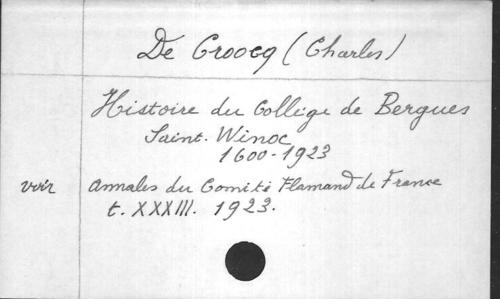 De Croocq (Charles)
Histoire du Collège de Bergues
Saint-Winoc
1600-1923
voir Annales du Comité Flamand de France
t. XXXIII. 1923.